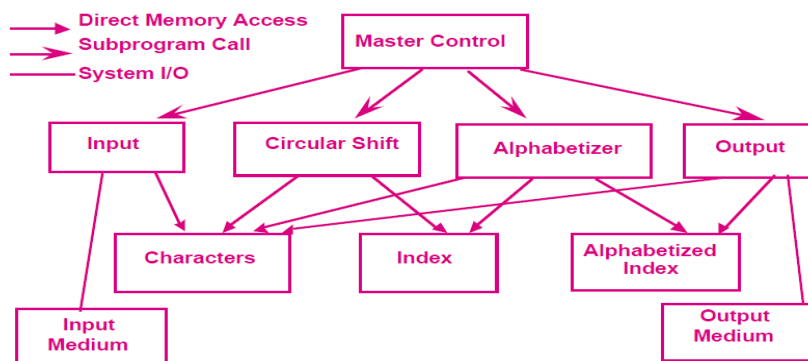 Direct Memory Access
Subprogram Call
System I/O
Master Control
Input
Circular Shift
Alphabetizer
Output
Characters
Index
Alphabetized
Index
Input
Medium
Output
Medium